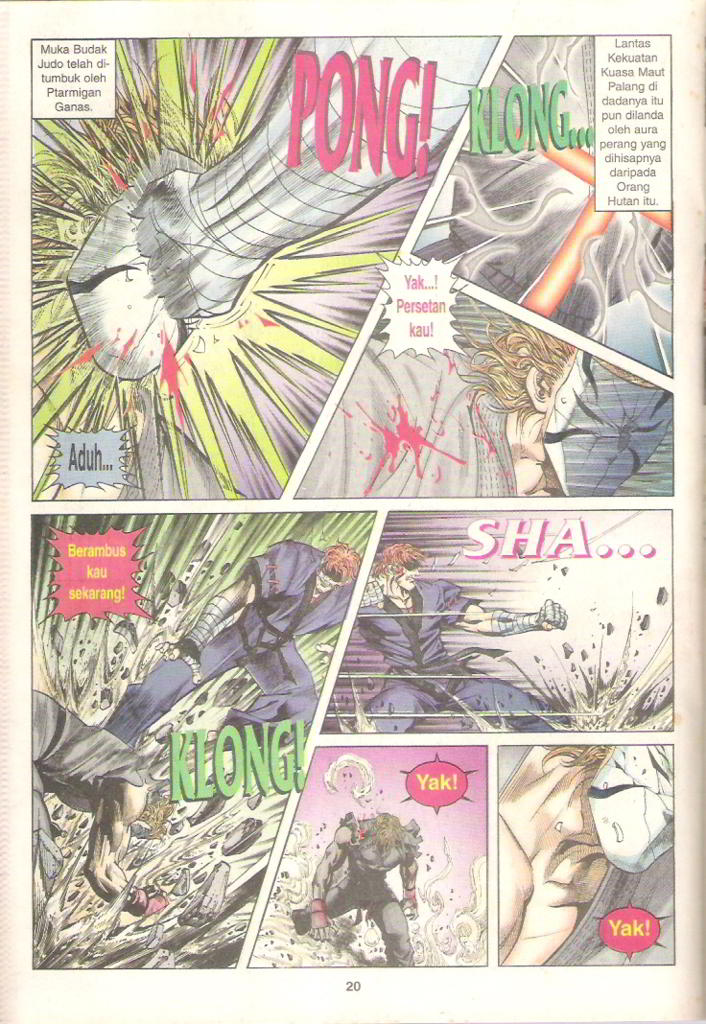 Muka Budak
Judo telah di-
tumbuk oleh
Ptarmigan
Ganas.
PONG!
KLONG...
Lantas
Kekuatan
Kuasa Maut
Palang di
dadanya itu
pun dilanda
oleh aura
perang yang
dihisapnya
daripada
Orang
Hutan itu.
Yak...!
Persetan
kau!
Aduh...
Berambus
kau
sekarang!
KLONG!
SHA...
Yak!
Yak!
20